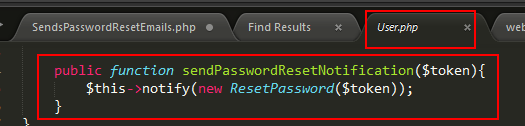 SendsPasswordResetEmails.php Find Results × User.php × web
public function sendPasswordResetNotification($token){
$this->notify(new ResetPassword($token));
}
}